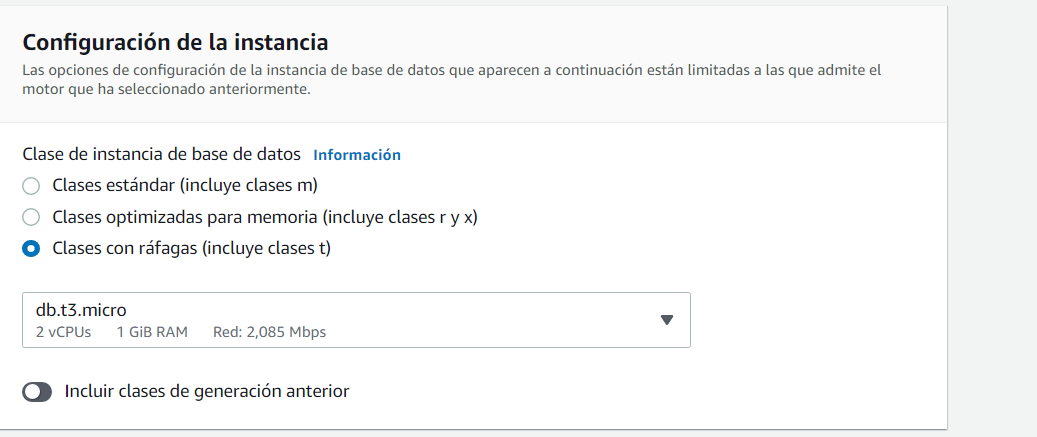 Configuración de la instancia
Las opciones de configuración de la instancia de base de datos que aparecen a continuación están limitadas a las que admite el
motor que ha seleccionado anteriormente.
Clase de instancia de base de datos Información
Clases estándar (incluye clases m)
Clases optimizadas para memoria (incluye clases r y x)
Clases con ráfagas (incluye clases t)
db.t3.micro
2 vCPUs 1 GiB RAM Red: 2,085 Mbps
Incluir clases de generación anterior